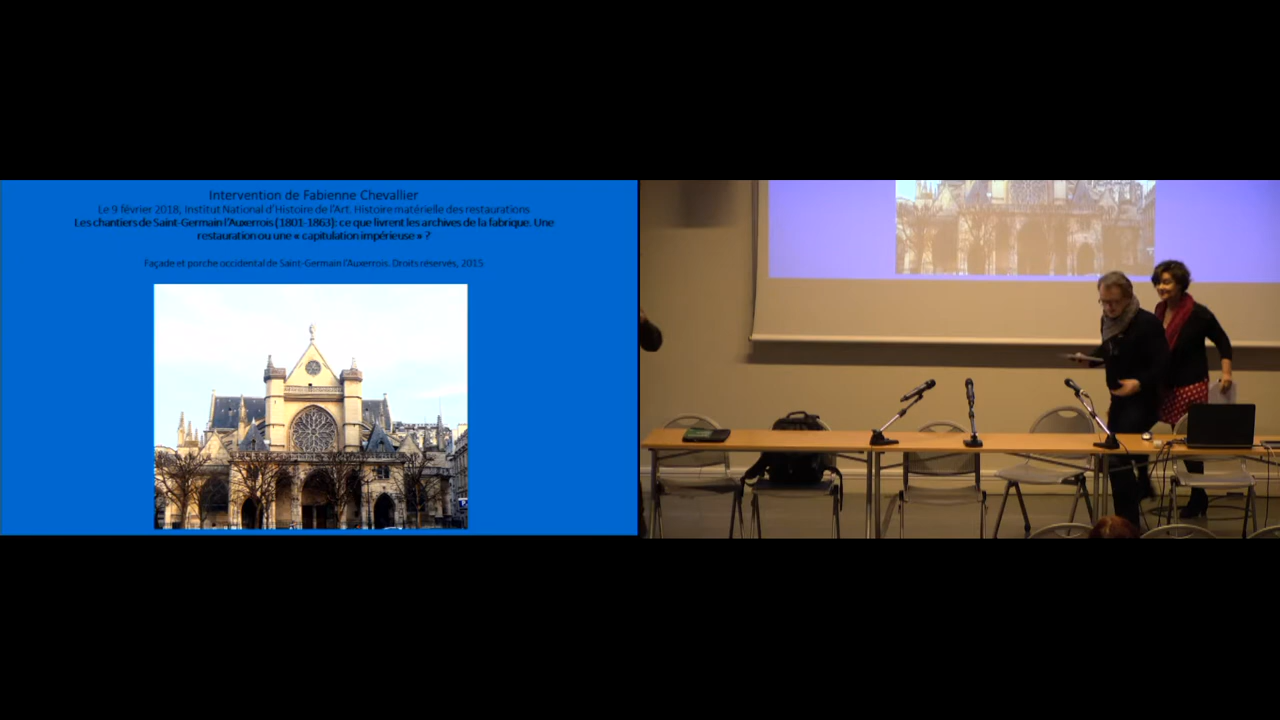 Intervention de Fabienne Chevallier
Le 9 février 2018, Institut National d'Histoire de l'Art, Histoire matérielle des restaurations
Les chantiers de Saint-Germain l'Auxerrois (1801-1863): ce que livrent les archives de la fabrique. Une
restauration ou une « capitulation impérieuse » ?
Façade et porche occidental de Saint-Germain l'Auxerrois. Droits réservés, 2015